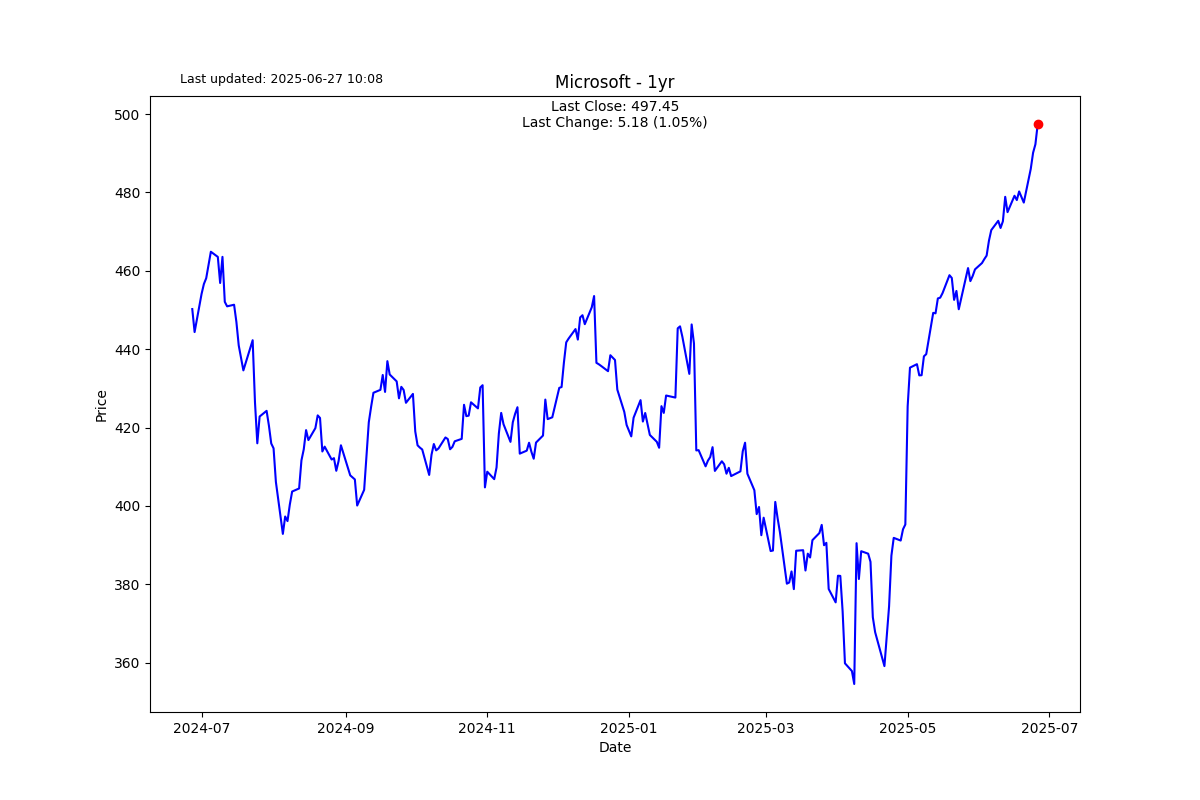 Last updated: 2025-06-27 10:08
Microsoft - 1yr
Last Close: 497.45
Last Change: 5.18 (1.05%)
Price
500
480
460
440
420
400
380
360
2024-07
2024-09
2024-11
2025-01
2025-03
2025-05
2025-07
Date